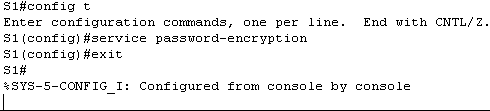 S1#config t
Enter configuration commands, one per line.  End with CNTL/Z.
S1(config)#service password-encryption
S1(config)#exit
S1#
%SYS-5-CONFIG_I: Configured from console by console